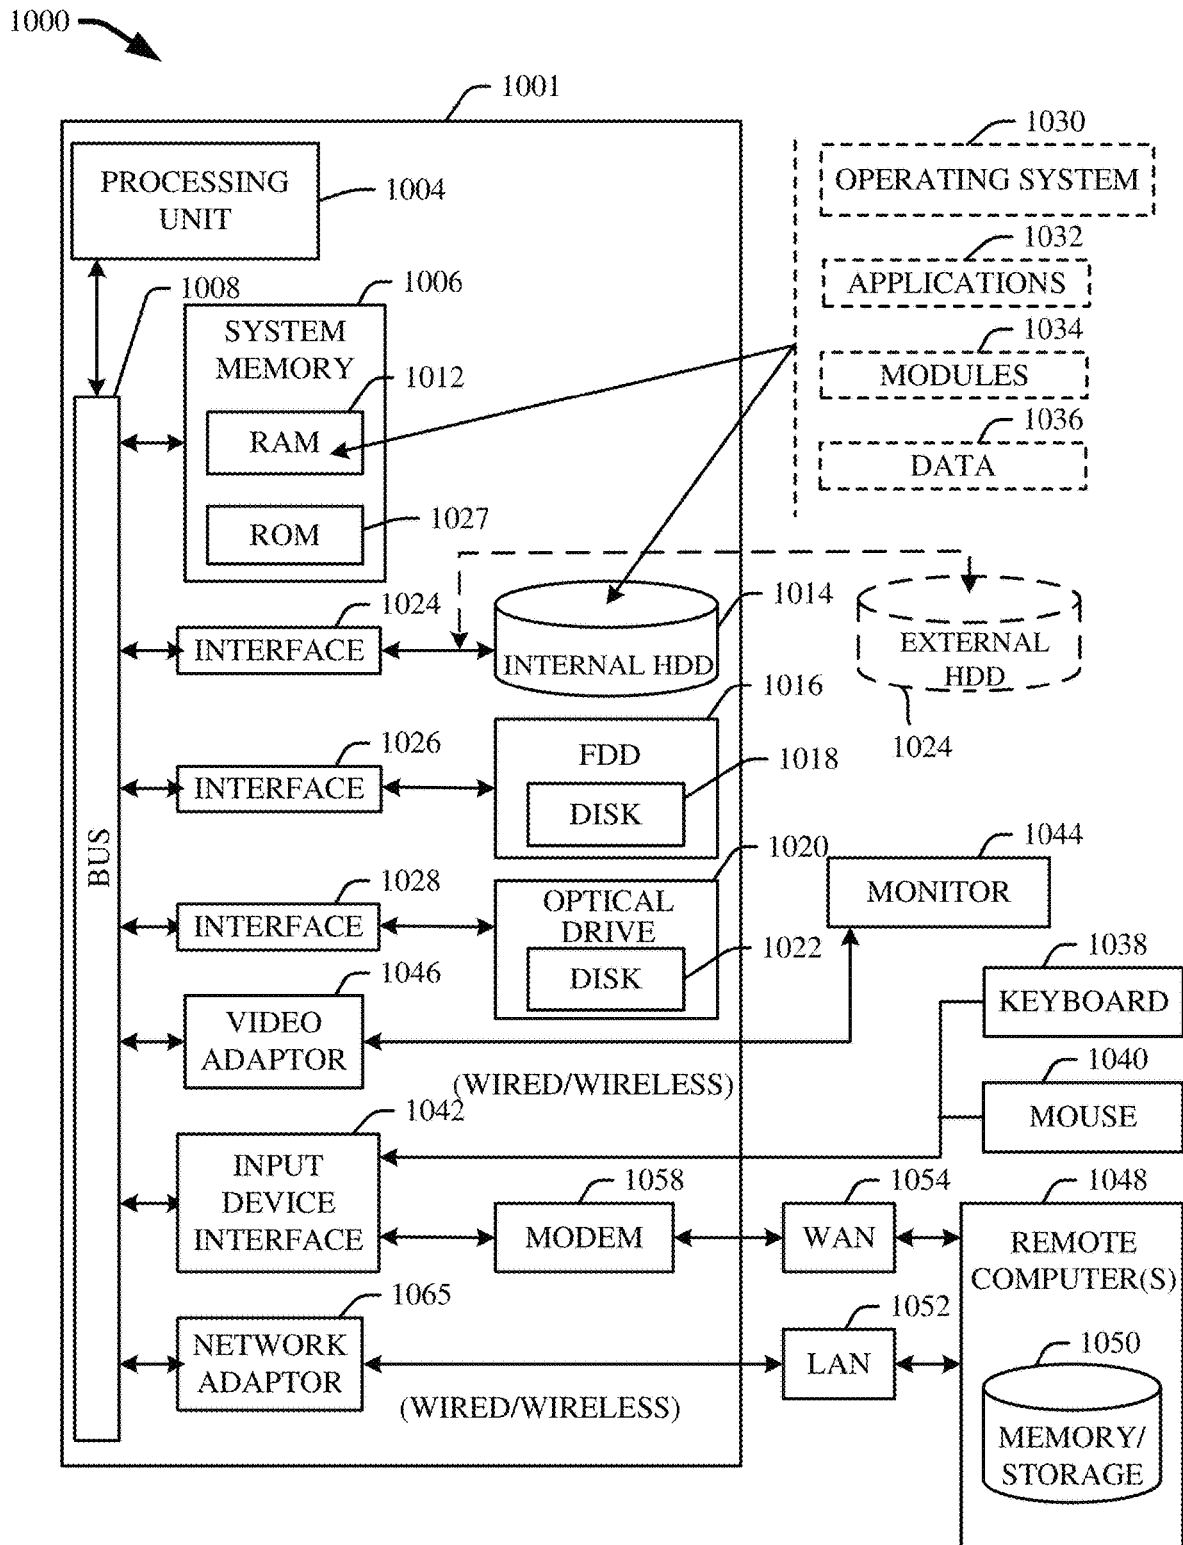 1000
1001
PROCESSING
UNIT
1004
1030
OPERATING SYSTEM
1032
APPLICATIONS
1034
MODULES
1036
DATA
1008
1006
SYSTEM
MEMORY
1012
RAM
1027
ROM
1024
INTERFACE
1014
INTERNAL HDD
EXTERNAL
HDD
1024
1026
INTERFACE
1016
FDD
1018
DISK
BUS
1028
INTERFACE
1020
OPTICAL
DRIVE
1022
DISK
1044
MONITOR
1046
VIDEO
ADAPTOR
(WIRED/WIRELESS)
1038
KEYBOARD
1040
MOUSE
1042
INPUT
DEVICE
INTERFACE
1058
MODEM
1054
WAN
1048
REMOTE
COMPUTER(S)
1065
NETWORK
ADAPTOR
(WIRED/WIRELESS)
1052
LAN
1050
MEMORY/
STORAGE